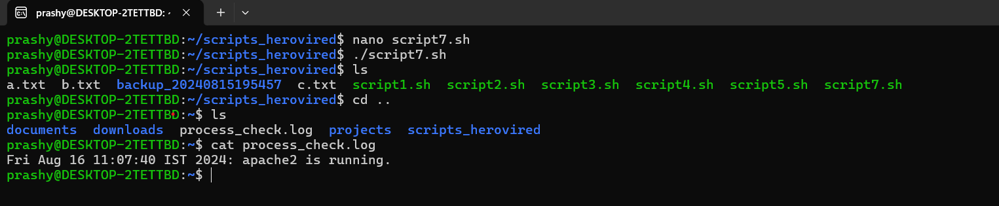 prashy@DESKTOP-2TETTBD: ~
prashy@DESKTOP-2TETTBD:~/scripts_herovired$ nano script7.sh
prashy@DESKTOP-2TETTBD:~/scripts_herovired$ ./script7.sh
prashy@DESKTOP-2TETTBD:~/scripts_herovired$ ls
a.txt  b.txt  backup_20240815195457  c.txt  script1.sh  script2.sh  script3.sh  script4.sh  script5.sh  script7.sh
prashy@DESKTOP-2TETTBD:~/scripts_herovired$ cd ..
prashy@DESKTOP-2TETTBD:~$ ls
documents  downloads  process_check.log  projects  scripts_herovired
prashy@DESKTOP-2TETTBD:~$ cat process_check.log
Fri Aug 16 11:07:40 IST 2024: apache2 is running.
prashy@DESKTOP-2TETTBD:~$